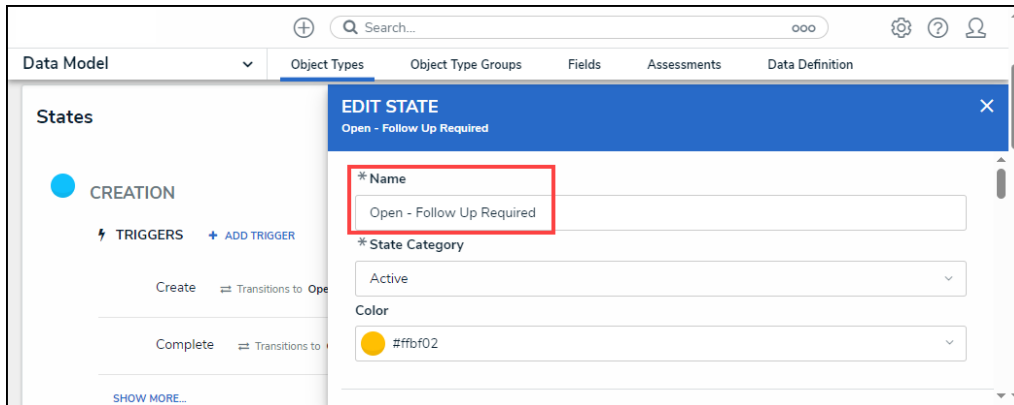 Search... ooo
Data Model Object Types Object Type Groups Fields Assessments Data Definition
States
EDIT STATE
Open - Follow Up Required
CREATION
*Name
Open - Follow Up Required
TRIGGERS + ADD TRIGGER
*State Category
Active
Create Transitions to Ope
Color
#ffbf02
Complete Transitions to
SHOW MORE...